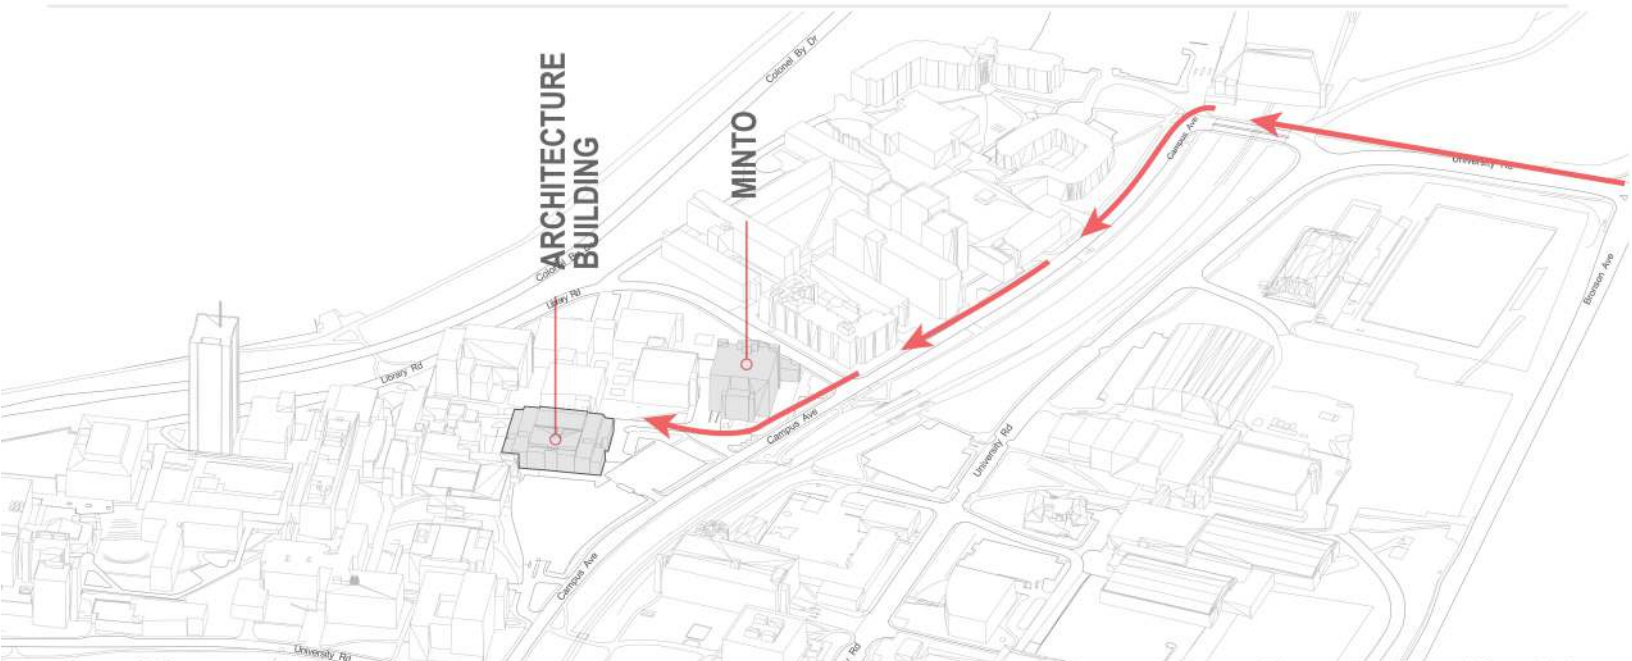 Colonel By Dr
ARCHITECTURE
BUILDING
MINTO
Campus Ave
University Rd
Bronson Ave
Library Rd
Library Rd
Campus Ave
University Rd
Campus Ave
University Rd
Rd